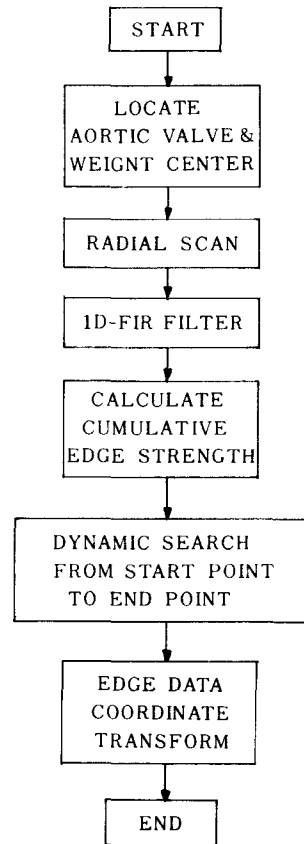 START
LOCATE
AORTIC VALVE &
WEIGNT CENTER
RADIAL SCAN
1D-FIR FILTER
CALCULATE
CUMULATIVE
EDGE STRENGTH
DYNAMIC SEARCH
FROM START POINT
TO END POINT
EDGE DATA
COORDINATE
TRANSFORM
END